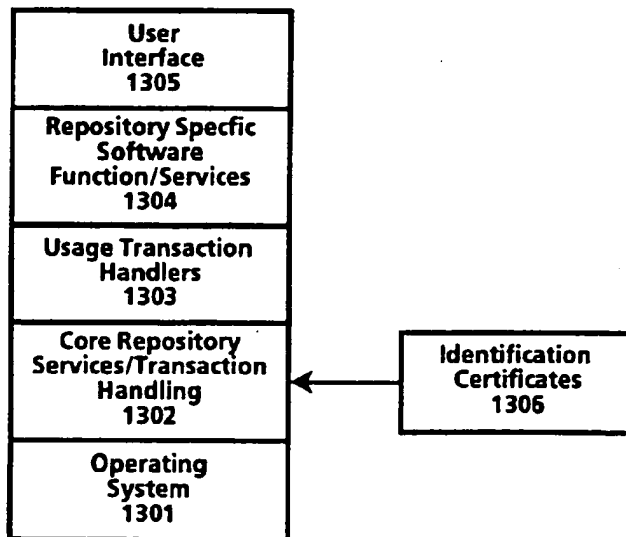 User
Interface
1305
Repository Specfic
Software
Function/Services
1304
Usage Transaction
Handlers
1303
Core Repository
Services/Transaction
Handling
1302
Identification
Certificates
1306
Operating
System
1301